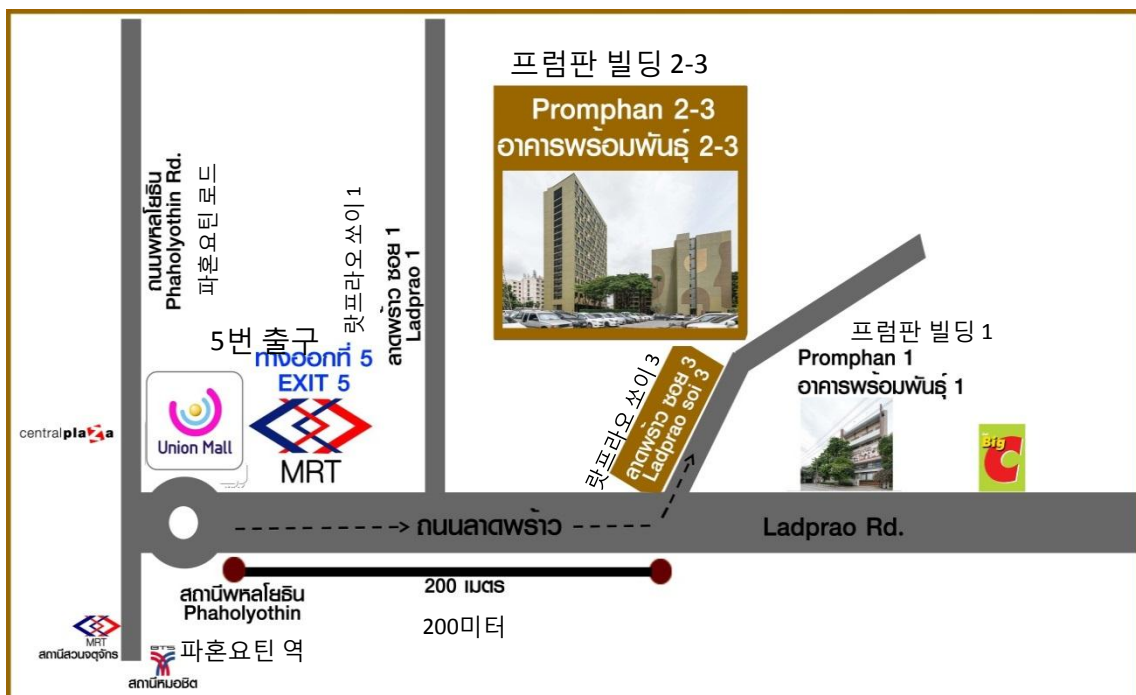 프럼판 빌딩 2-3
Promphan 2-3
อาคารพร้อมพันธุ์ 2-3
ถนนพหลโยธิน
Phaholyothin Rd.
파혼요틴 로드
랏프라오 쏘이 1
ลาดพร้าว ซอย 1
Ladprao 1
5번 출구
ทางออกที่ 5
EXIT 5
MRT
Union Mall
centralplaza
랏프라오 쏘이 3
ลาดพร้าว ซอย 3
Ladprao soi 3
프럼판 빌딩 1
Promphan 1
อาคารพร้อมพันธุ์ 1
Big C
ถนนลาดพร้าว
Ladprao Rd.
สถานีพหลโยธิน
Phaholyothin
파혼요틴 역
200 เมตร
200미터
MRT
สถานีสวนจตุจักร
BTS
สถานีหมอชิต